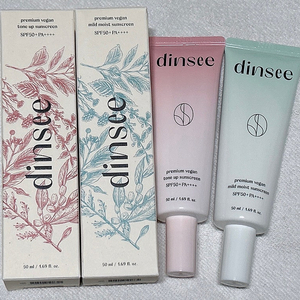 premium vegan
tone up sunscreen
SPF50+PA++++
dinsee
50 ml / 1.69 fl. oz.
premium vegan
mild moist sunscreen
SPF50+PA++++
dinsee
50 ml / 1.69 fl. oz.
dinsee
premium vegan
tone up sunscreen
SPF50+PA++++
50 ml / 1.69 fl. oz.
dinsee
premium vegan
mild moist sunscreen
SPF50+PA++++
50 ml / 1.69 fl. oz.